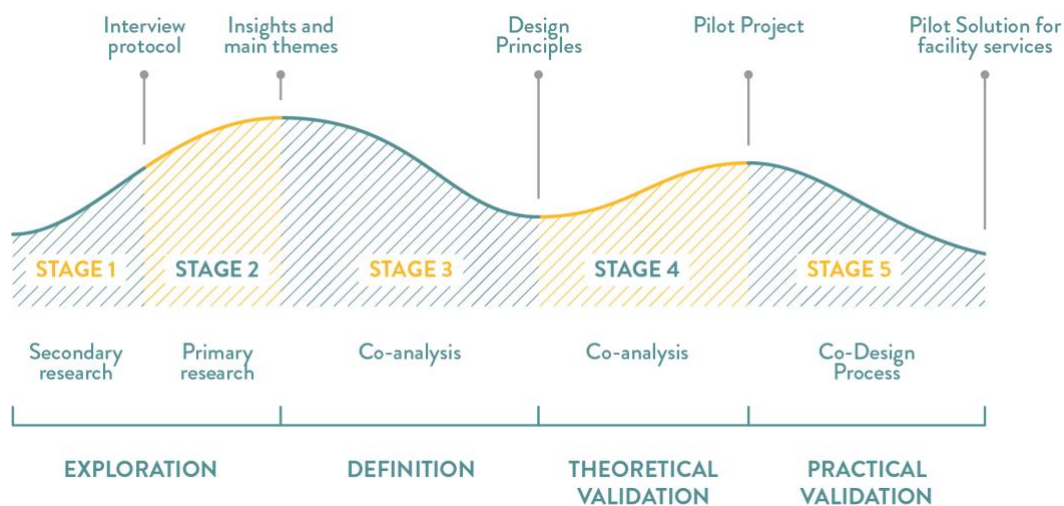 Interview
protocol
Insights and
main themes
Design
Principles
Pilot Project
Pilot Solution for
facility services
STAGE 1
STAGE 2
STAGE 3
STAGE 4
STAGE 5
Secondary
research
Primary
research
Co-analysis
Co-analysis
Co-Design
Process
EXPLORATION
DEFINITION
THEORETICAL
VALIDATION
PRACTICAL
VALIDATION